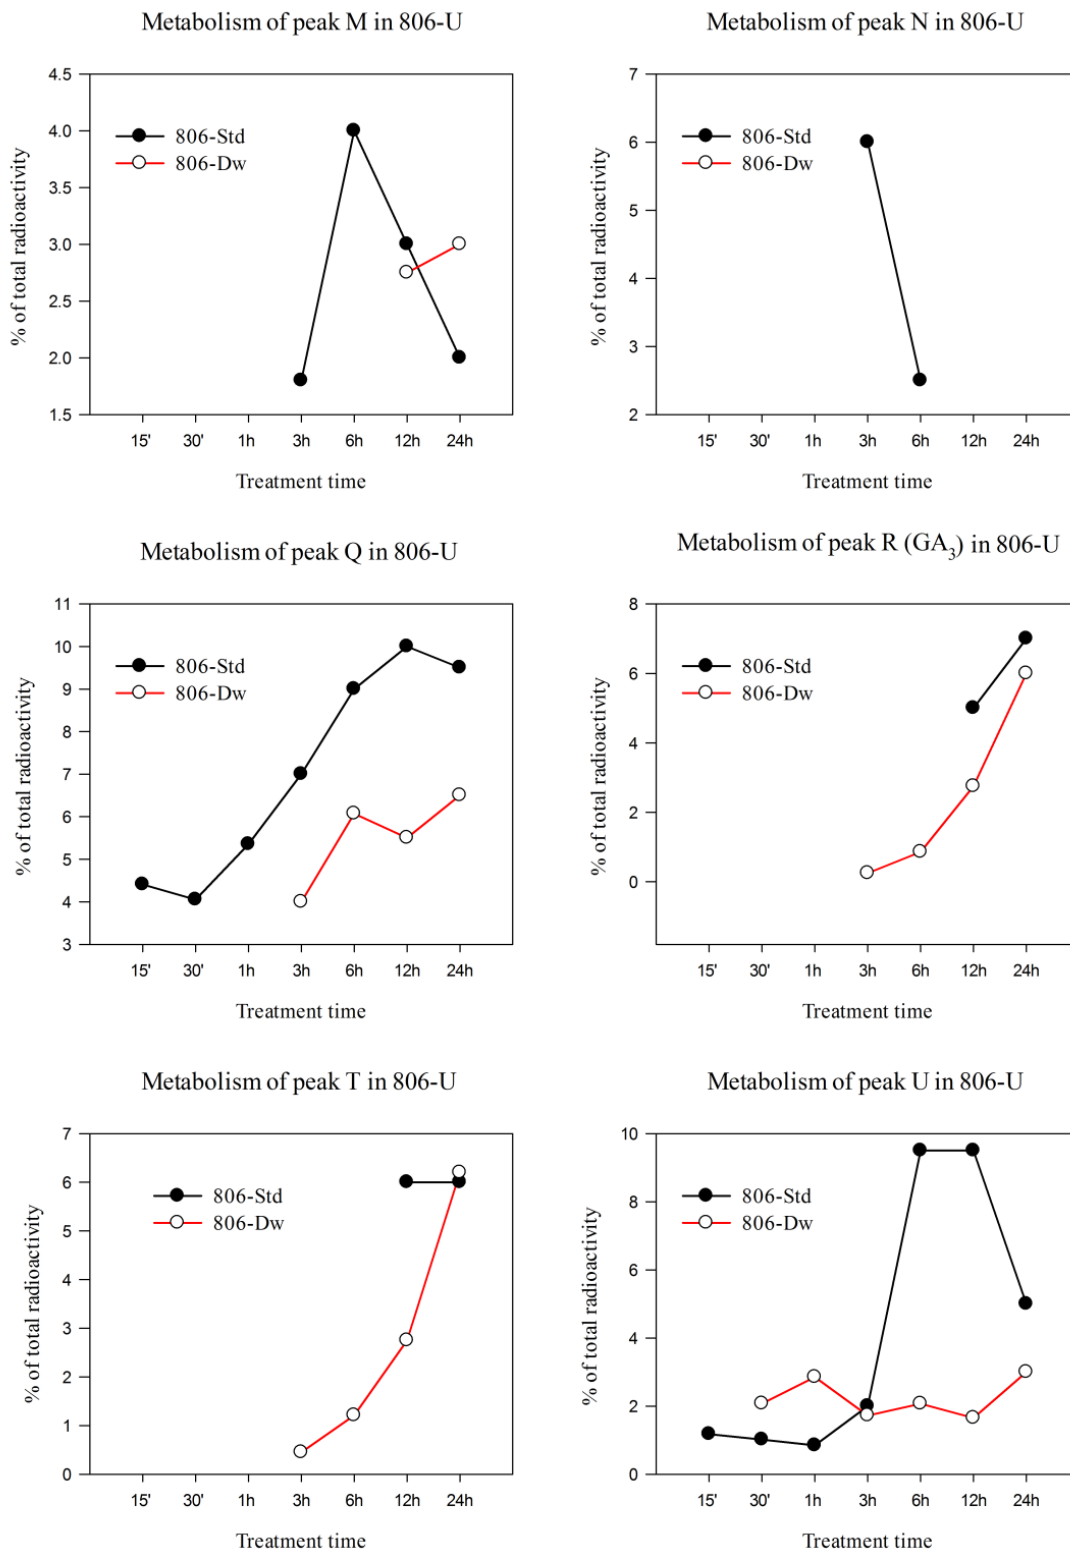 Metabolism of peak M in 806-U
% of total radioactivity
4.5
4.0
3.5
3.0
2.5
2.0
1.5
806-Std
806-Dw
15' 30' 1h 3h 6h 12h 24h
Treatment time
Metabolism of peak N in 806-U
% of total radioactivity
7
6
5
4
3
2
806-Std
806-Dw
15' 30' 1h 3h 6h 12h 24h
Treatment time
Metabolism of peak Q in 806-U
% of total radioactivity
11
10
9
8
7
6
5
4
3
806-Std
806-Dw
15' 30' 1h 3h 6h 12h 24h
Treatment time
Metabolism of peak R (GA₃) in 806-U
% of total radioactivity
8
6
4
2
0
806-Std
806-Dw
15' 30' 1h 3h 6h 12h 24h
Treatment time
Metabolism of peak T in 806-U
% of total radioactivity
7
6
5
4
3
2
1
0
806-Std
806-Dw
15' 30' 1h 3h 6h 12h 24h
Treatment time
Metabolism of peak U in 806-U
% of total radioactivity
10
8
6
4
2
0
806-Std
806-Dw
15' 30' 1h 3h 6h 12h 24h
Treatment time